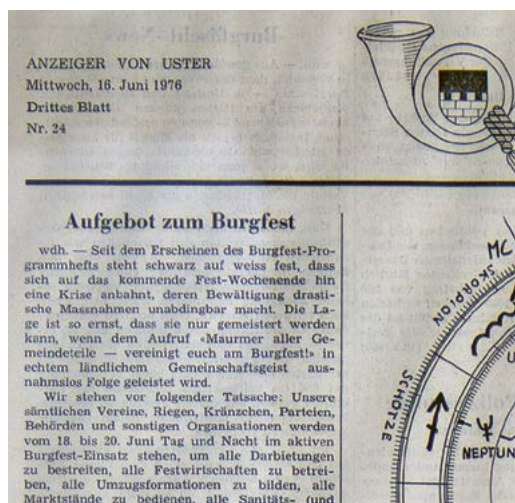 ANZEIGER VON USTER
Mittwoch, 16. Juni 1976
Drittes Blatt
Nr. 24
Aufgebot zum Burgfest
wdh. — Seit dem Erscheinen des Burgfest-Pro-
grammhefts steht schwarz auf weiss fest, dass
sich auf das kommende Fest-Wochenende hin
eine Krise anbahnt, deren Bewältigung drasti-
sche Massnahmen unabdingbar macht. Die La-
ge ist so ernst, dass sie nur gemeistert werden
kann, wenn dem Aufruf «Maurmer aller Ge-
meindeteile — vereinigt euch am Burgfest!» in
echtem ländlichem Gemeinschaftsgeist aus-
nahmslos Folge geleistet wird.
Wir stehen vor folgender Tatsache: Unsere
sämtlichen Vereine, Riegen, Kränzchen, Parteien,
Behörden und sonstigen Organisationen werden
vom 18. bis 20. Juni Tag und Nacht im aktiven
Burgfest-Einsatz stehen, um alle Darbietungen
zu bestreiten, alle Festwirtschaften zu betrei-
ben, alle Umzugsformationen zu bilden, alle
Marktstände zu bedienen, alle Sanitäts- (und
MC
SKORPION
SCHÜTZE
NEPTUN